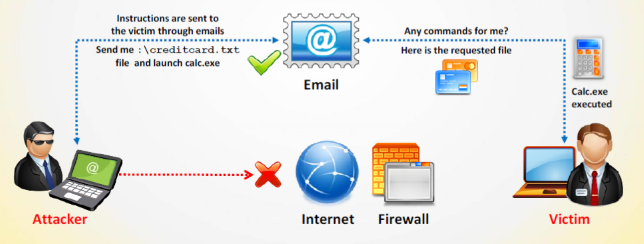 Instructions are sent to
the victim through emails
Send me :\creditcard.txt
file and launch calc.exe
Email
Any commands for me?
Here is the requested file
Calc.exe
executed
Attacker
Internet
Firewall
Victim